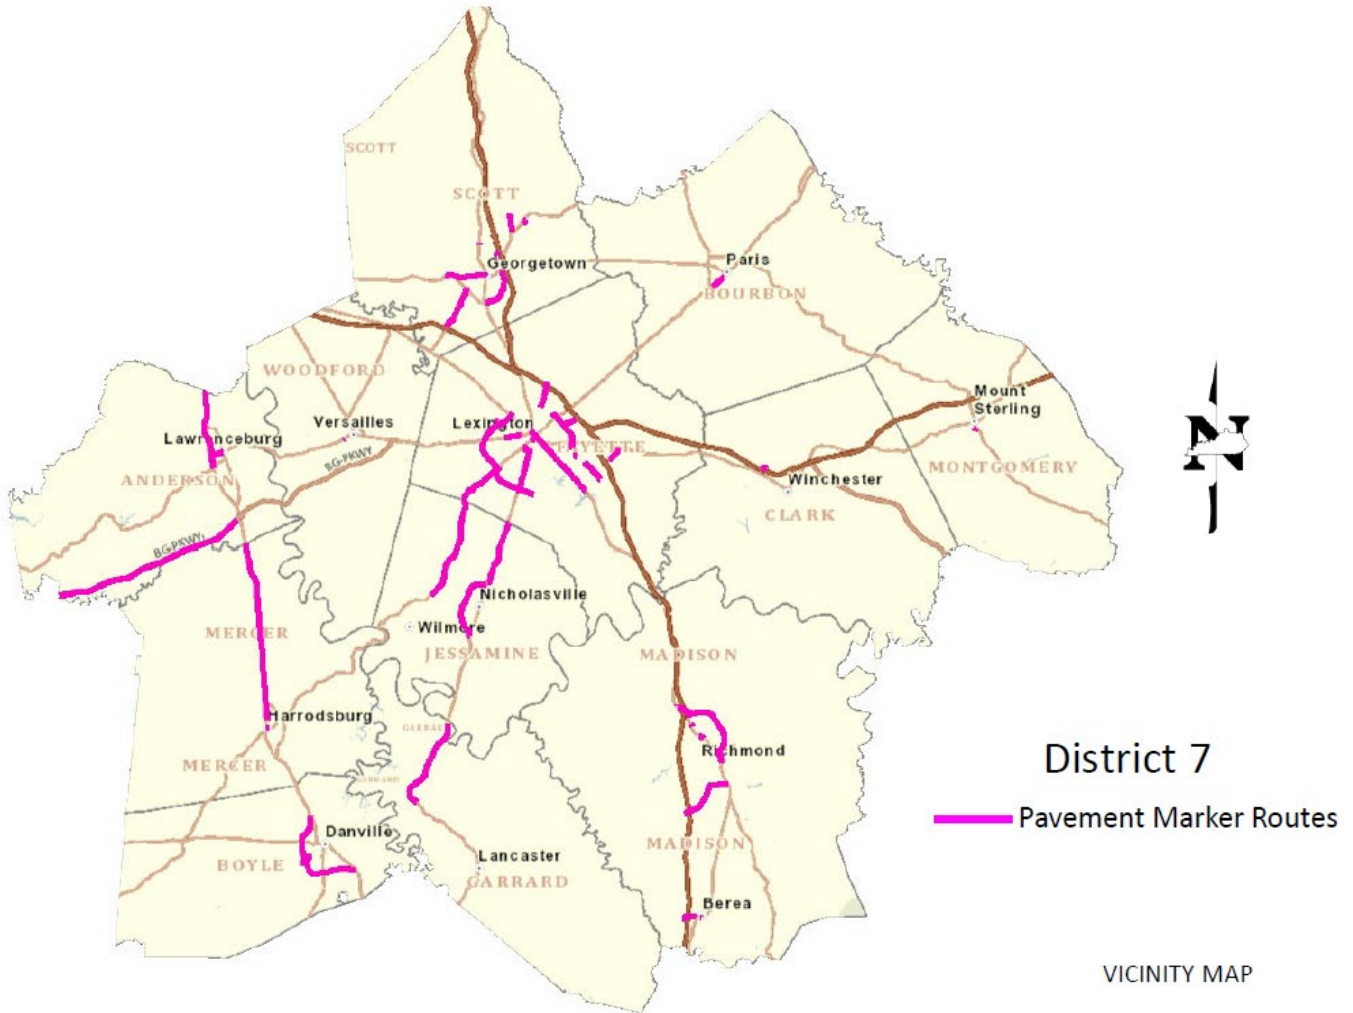 SCOTT
SCOTT
Georgetown
Paris
BOURBON
WOODFORD
Mount
Sterling
Versailles
Lexington
Lawrenceburg
FAYETTE
BG-PKWY
MONTGOMERY
ANDERSON
Winchester
CLARK
N
BG-PKWY
Nicholasville
Wilmore
MERCER
JESSAMINE
MADISON
Harrodsburg
Richmond
MERCER
GARRARD
District 7
Pavement Marker Routes
Danville
MADISON
Lancaster
BOYLE
GARRARD
Berea
VICINITY MAP